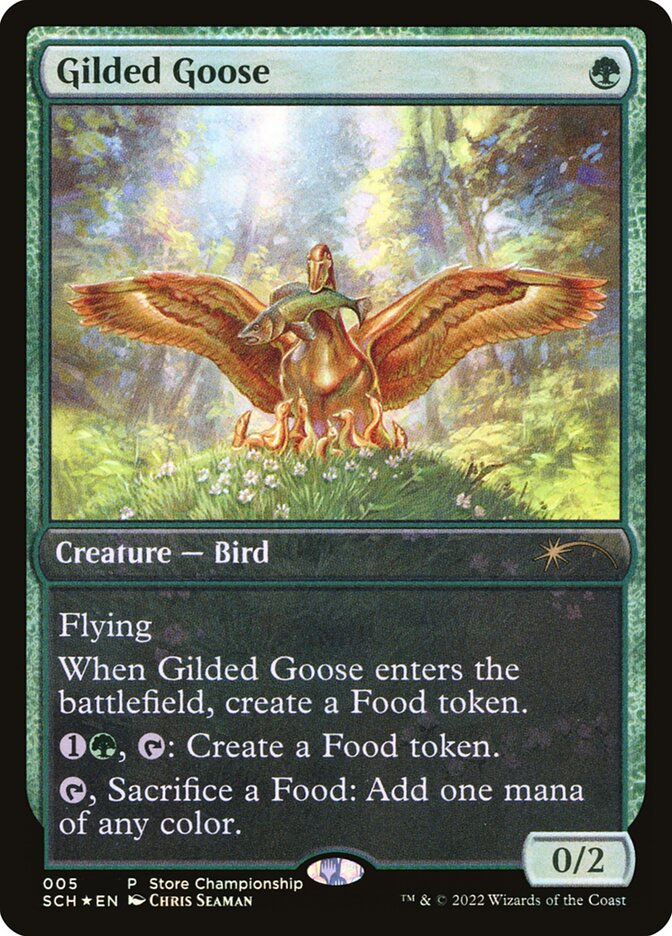 Gilded Goose
Creature — Bird
Flying
When Gilded Goose enters the
battlefield, create a Food token.
1, : Create a Food token.
, Sacrifice a Food: Add one mana
of any color.
0/2
005 P Store Championship
SCH★EN Chris Seaman
™ & © 2022 Wizards of the Coast